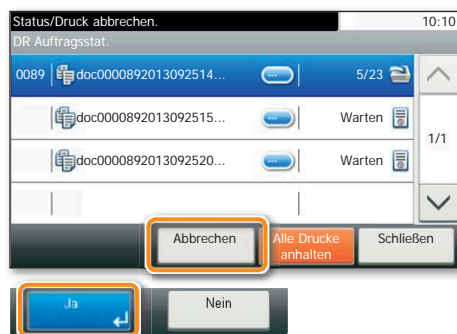 Status/Druck abbrechen. 10:10
DR Auftragsstat.
0089 doc0000892013092514... 5/23
doc0000892013092515... Warten
1/1
doc0000892013092520... Warten
Abbrechen Alle Drucke anhalten Schließen
Ja Nein